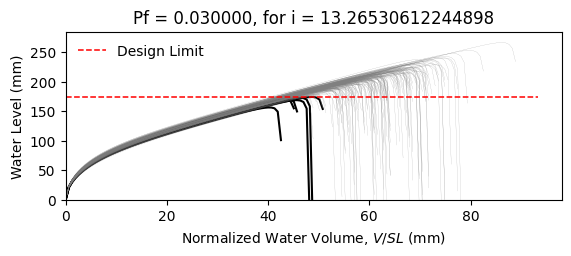 Pf = 0.030000, for i = 13.26530612244898
Design Limit
Water Level (mm)
250
200
150
100
50
0
0 20 40 60 80
Normalized Water Volume, V/SL (mm)